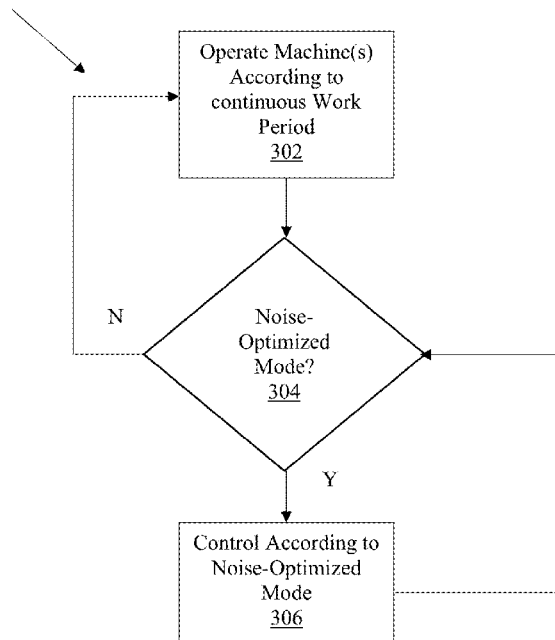 Operate Machine(s)
According to
continuous Work
Period
302
N
Noise-
Optimized
Mode?
304
Y
Control According to
Noise-Optimized
Mode
306